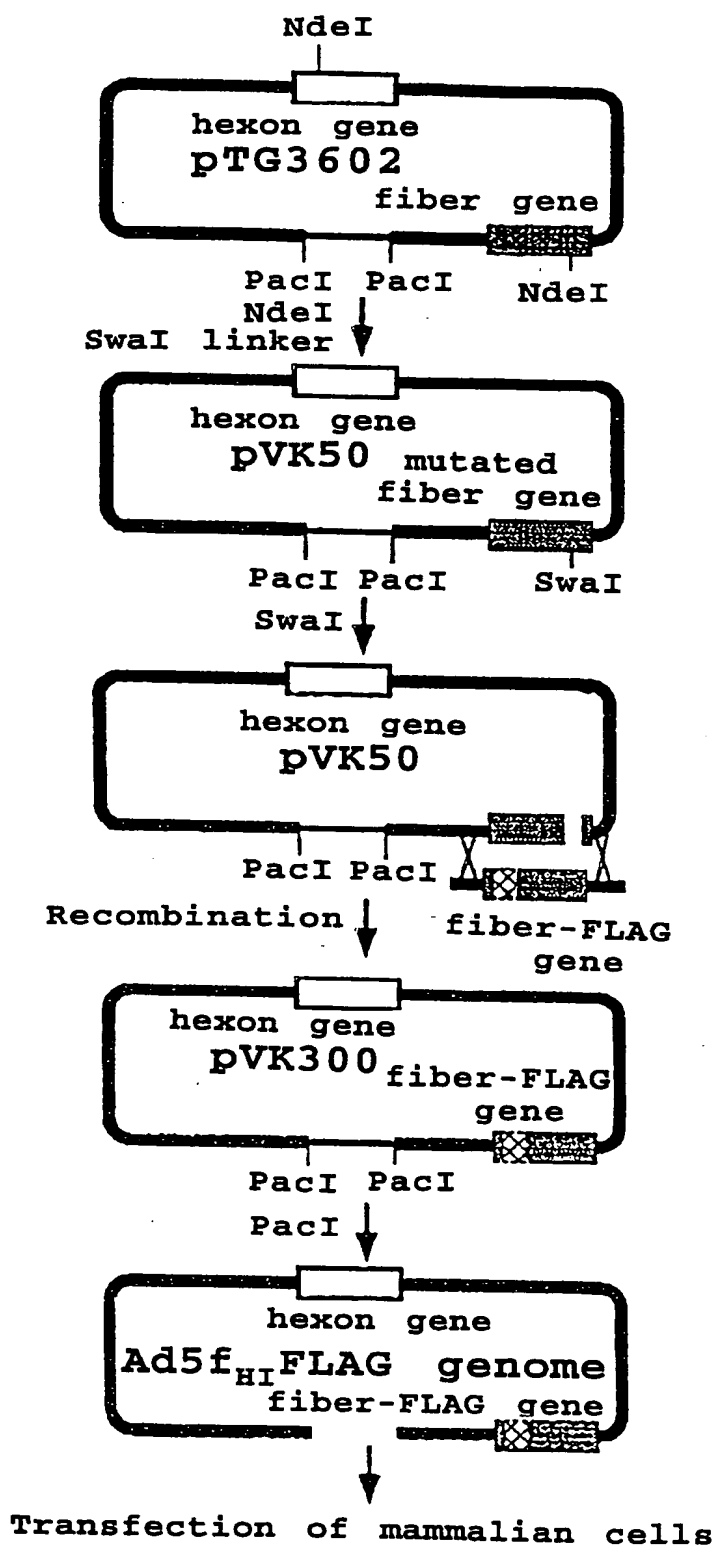 NdeI
hexon gene
pTG3602
fiber gene
PacI PacI
NdeI
NdeI
SwaI linker
hexon gene
pVK50 mutated
fiber gene
PacI PacI
SwaI
SwaI
hexon gene
pVK50
PacI PacI
Recombination
fiber-FLAG
gene
hexon gene
pVK300
fiber-FLAG
gene
PacI PacI
PacI
hexon gene
Ad5fHIFLAG genome
fiber-FLAG gene
Transfection of mammalian cells